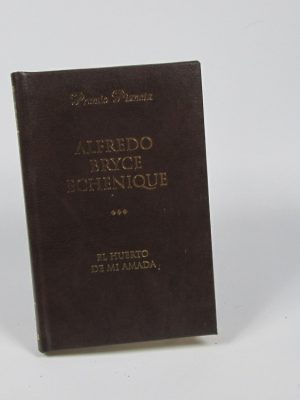 Premio Planeta
ALFREDO
BRYCE
ECHENIQUE
EL HUERTO
DE MI AMADA